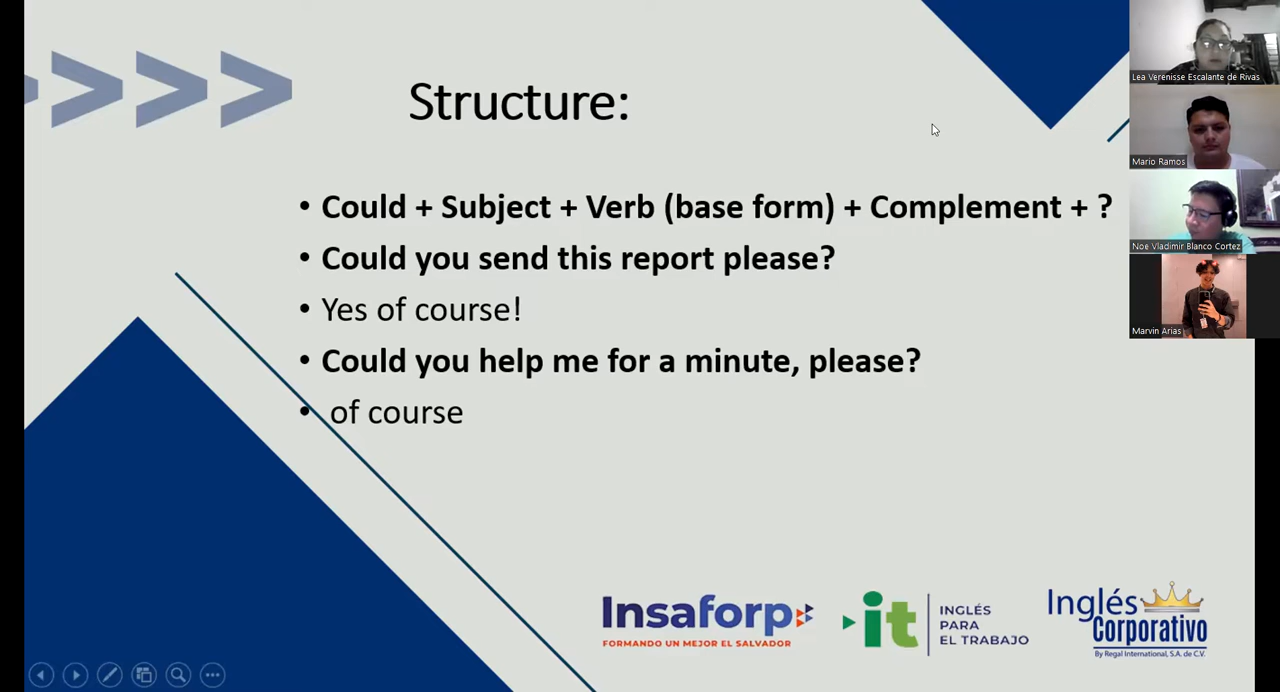 Structure:
• Could + Subject + Verb (base form) + Complement + ?
• Could you send this report please?
• Yes of course!
• Could you help me for a minute, please?
• of course
Lea Verenisse Escalante de Rivas
Mario Ramos
Noe Vladimir Blanco Cortez
Marvin Arias
Insaforp
FORMANDO UN MEJOR EL SALVADOR
it
INGLÉS
PARA
EL TRABAJO
Inglés
Corporativo
By Regal International, S.A. de C.V.